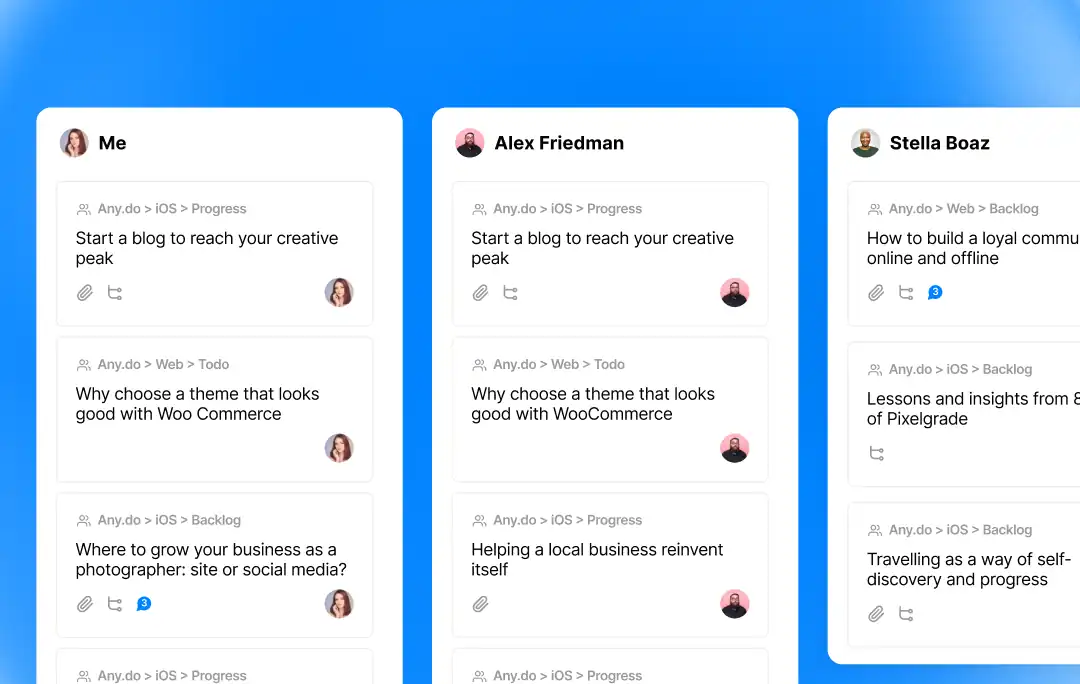 Me
Any.do > iOS > Progress
Start a blog to reach your creative
peak
Any.do > Web > Todo
Why choose a theme that looks
good with Woo Commerce
Any.do > iOS > Backlog
Where to grow your business as a
photographer: site or social media?
3
Any.do > iOS > Progress
Alex Friedman
Any.do > iOS > Progress
Start a blog to reach your creative
peak
Any.do > Web > Todo
Why choose a theme that looks
good with WooCommerce
Any.do > iOS > Progress
Helping a local business reinvent
itself
Any.do > iOS > Progress
Stella Boaz
Any.do > Web > Backlog
How to build a loyal
online and offline
3
Any.do > iOS > Backlog
Lessons and insights from
of Pixelgrade
Any.do > iOS > Backlog
Travelling as a way of self-
discovery and progress